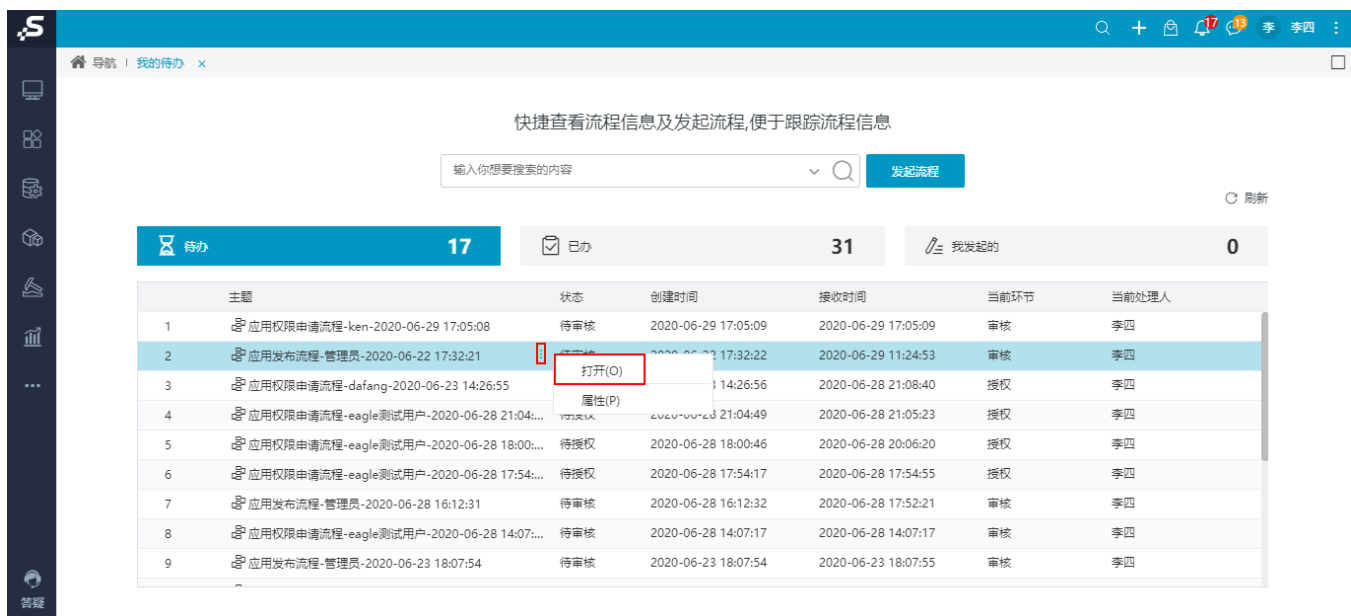 S
17 13 李 李四
导航 我的待办 ×
快捷查看流程信息及发起流程,便于跟踪流程信息
输入你想要搜索的内容 发起流程
刷新
待办 17 已办 31 我发起的 0
主题 状态 创建时间 接收时间 当前环节 当前处理人
1 应用权限申请流程-ken-2020-06-29 17:05:08 待审核 2020-06-29 17:05:09 2020-06-29 17:05:09 审核 李四
2 应用发布流程-管理员-2020-06-22 17:32:21 17:32:22 2020-06-29 11:24:53 审核 李四
打开(O)
3 应用权限申请流程-dafang-2020-06-23 14:26:55 14:26:56 2020-06-28 21:08:40 授权 李四
属性(P)
4 应用权限申请流程-eagle测试用户-2020-06-28 21:04:... 待授权 2020-06-28 21:04:49 2020-06-28 21:05:23 授权 李四
5 应用权限申请流程-eagle测试用户-2020-06-28 18:00:... 待授权 2020-06-28 18:00:46 2020-06-28 20:06:20 授权 李四
6 应用权限申请流程-eagle测试用户-2020-06-28 17:54:... 待授权 2020-06-28 17:54:17 2020-06-28 17:54:55 授权 李四
7 应用发布流程-管理员-2020-06-28 16:12:31 待审核 2020-06-28 16:12:32 2020-06-28 17:52:21 审核 李四
8 应用权限申请流程-eagle测试用户-2020-06-28 14:07:... 待审核 2020-06-28 14:07:17 2020-06-28 14:07:17 审核 李四
9 应用发布流程-管理员-2020-06-23 18:07:54 待审核 2020-06-23 18:07:54 2020-06-23 18:07:55 审核 李四
答疑